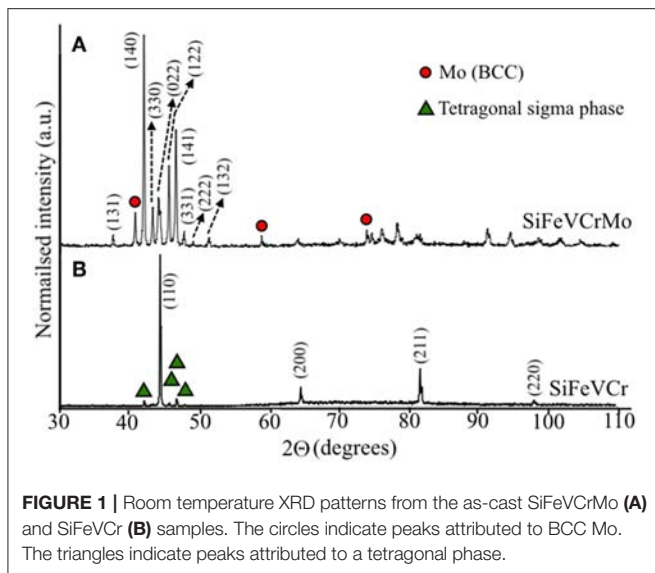 A
(140)
(330)
(022)
(122)
Mo (BCC)
Tetragonal sigma phase
(131)
(141)
(331)
(222)
(132)
SiFeVCrMo
B
(110)
(200)
(211)
(220)
SiFeVCr
Normailsed intensity (a.u.)
30 40 50 60 70 80 90 100 110
2Θ (degrees)
FIGURE 1 | Room temperature XRD patterns from the as-cast SiFeVCrMo (A)
and SiFeVCr (B) samples. The circles indicate peaks attributed to BCC Mo.
The triangles indicate peaks attributed to a tetragonal phase.